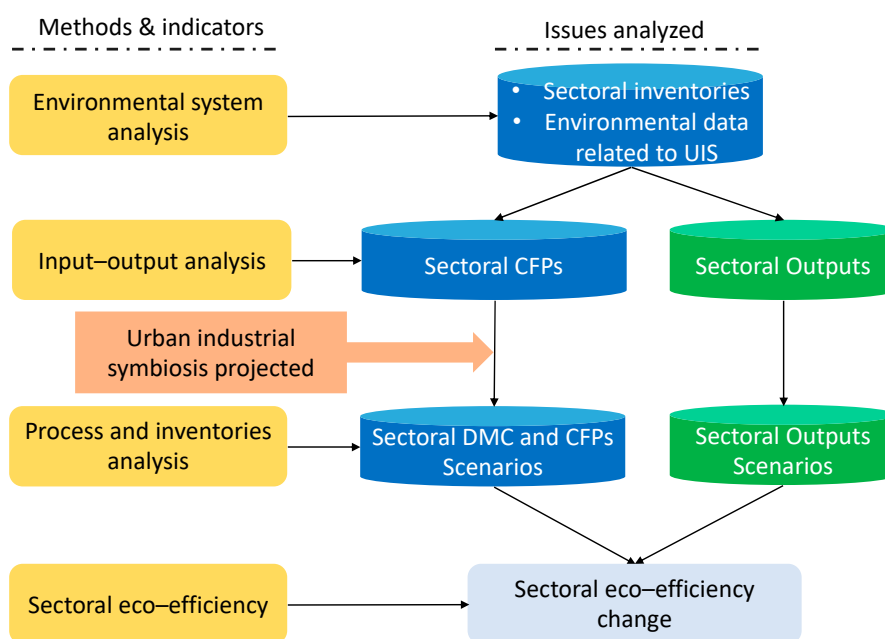 Methods & indicators
Issues analyzed
Environmental system
analysis
• Sectoral inventories
• Environmental data
related to UIS
Input–output analysis
Sectoral CFPs
Sectoral Outputs
Urban industrial
symbiosis projected
Process and inventories
analysis
Sectoral DMC and CFPs
Scenarios
Sectoral Outputs
Scenarios
Sectoral eco–efficiency
Sectoral eco–efficiency
change